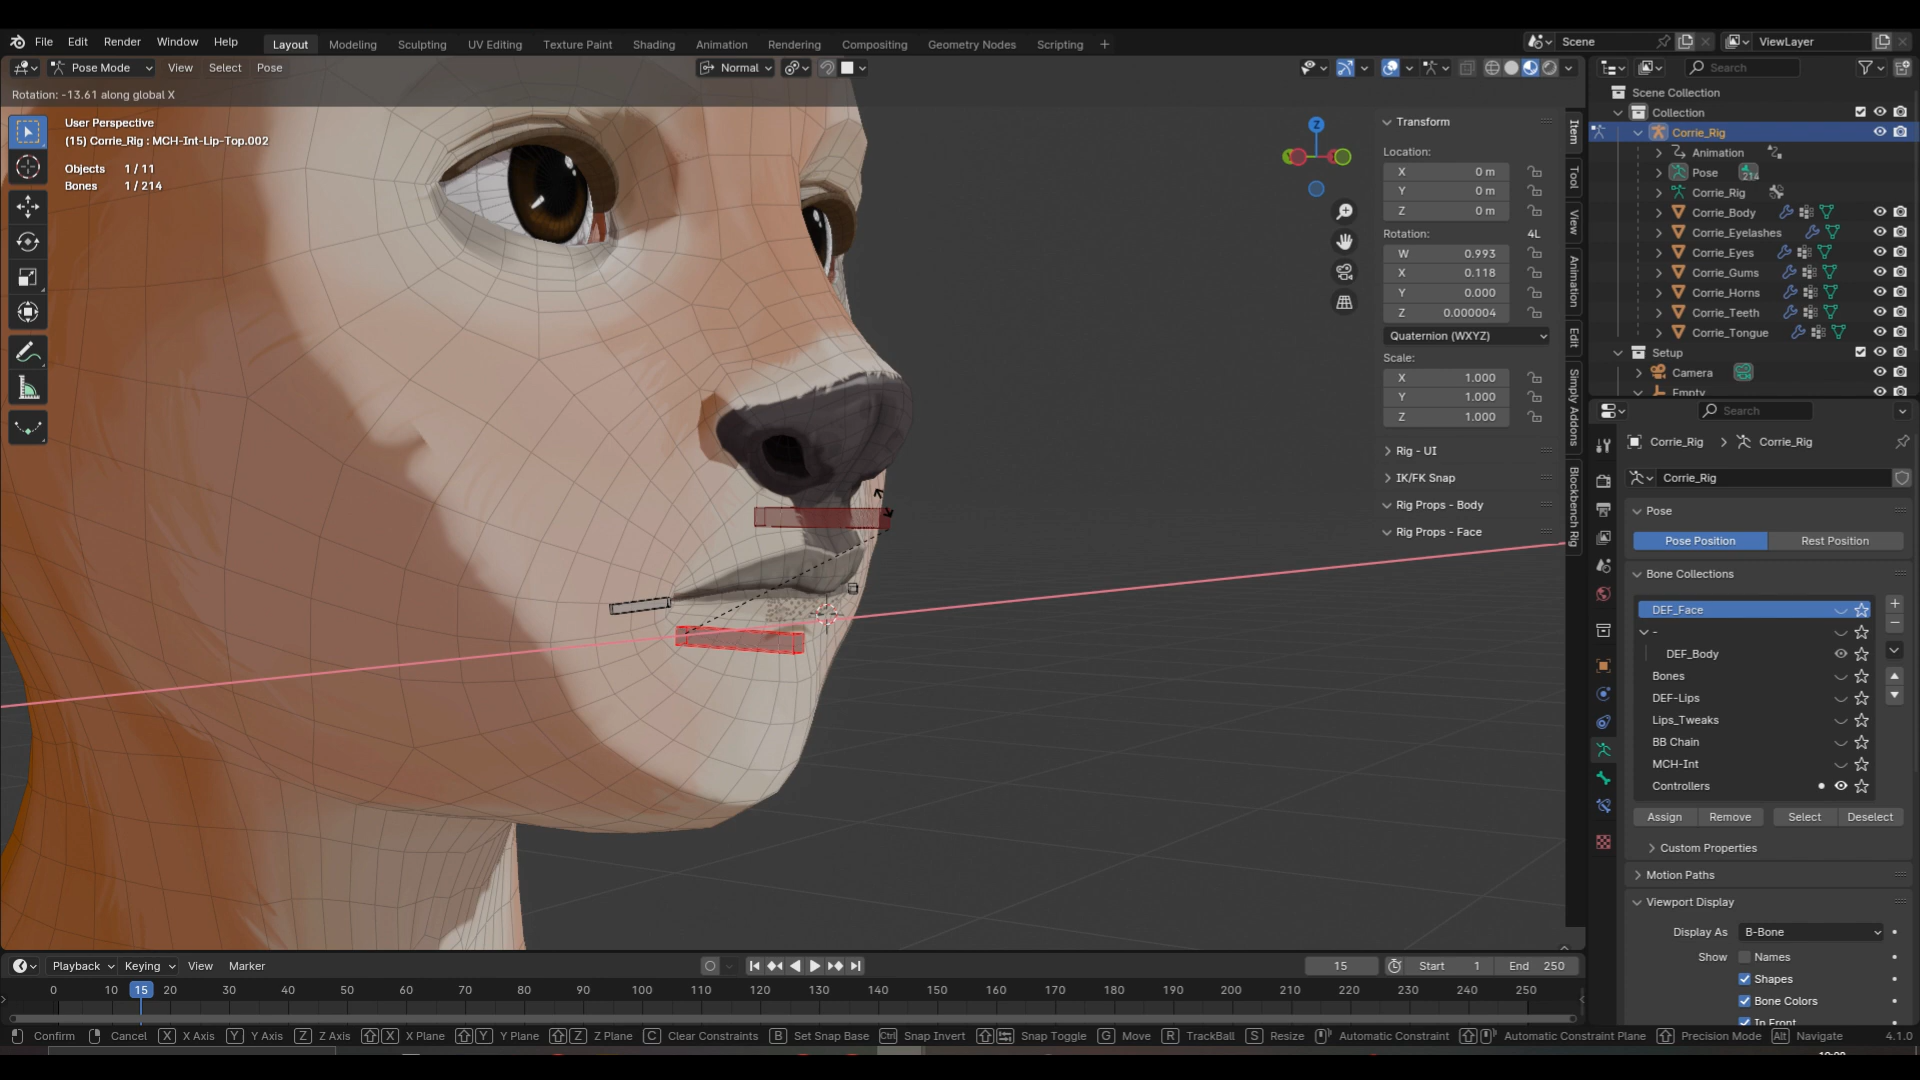 File Edit Render Window Help Layout Modeling Sculpting UV Editing Texture Paint Shading Animation Rendering Compositing Geometry Nodes Scripting + Scene ViewLayer
Pose Mode View Select Pose Normal Search
Rotation: -13.61 along global X
User Perspective
(15) Corrie_Rig : MCH-Int-Lip-Top.002
Objects 1 / 11
Bones 1 / 214
Z
Transform
Location:
X 0 m
Y 0 m
Z 0 m
Rotation: 4L
W 0.993
X 0.118
Y 0.000
Z 0.000004
Quaternion (WXYZ)
Scale:
X 1.000
Y 1.000
Z 1.000
Rig - UI
IK/FK Snap
Rig Props - Body
Rig Props - Face
Item
Tool
View
Animation
Edit
Simply Addons
Blockbench Rig
Scene Collection
Collection
Corrie_Rig
Animation
Pose 214
Corrie_Rig
Corrie_Body
Corrie_Eyelashes
Corrie_Eyes
Corrie_Gums
Corrie_Horns
Corrie_Teeth
Corrie_Tongue
Setup
Camera
Empty
Search
Corrie_Rig > Corrie_Rig
Corrie_Rig
Pose
Pose Position Rest Position
Bone Collections
DEF_Face
-
DEF_Body
Bones
DEF-Lips
Lips_Tweaks
BB Chain
MCH-Int
Controllers
Assign Remove Select Deselect
Custom Properties
Motion Paths
Viewport Display
Display As B-Bone
Show Names
Shapes
Bone Colors
In Front
Playback Keying View Marker 15 Start 1 End 250
0 10 15 20 30 40 50 60 70 80 90 100 110 120 130 140 150 160 170 180 190 200 210 220 230 240 250
Confirm Cancel X X Axis Y Y Axis Z Z Axis X X Plane Y Y Plane Z Z Plane C Clear Constraints B Set Snap Base Ctrl Snap Invert Snap Toggle G Move R TrackBall S Resize Automatic Constraint Automatic Constraint Plane Precision Mode Alt Navigate 4.1.0